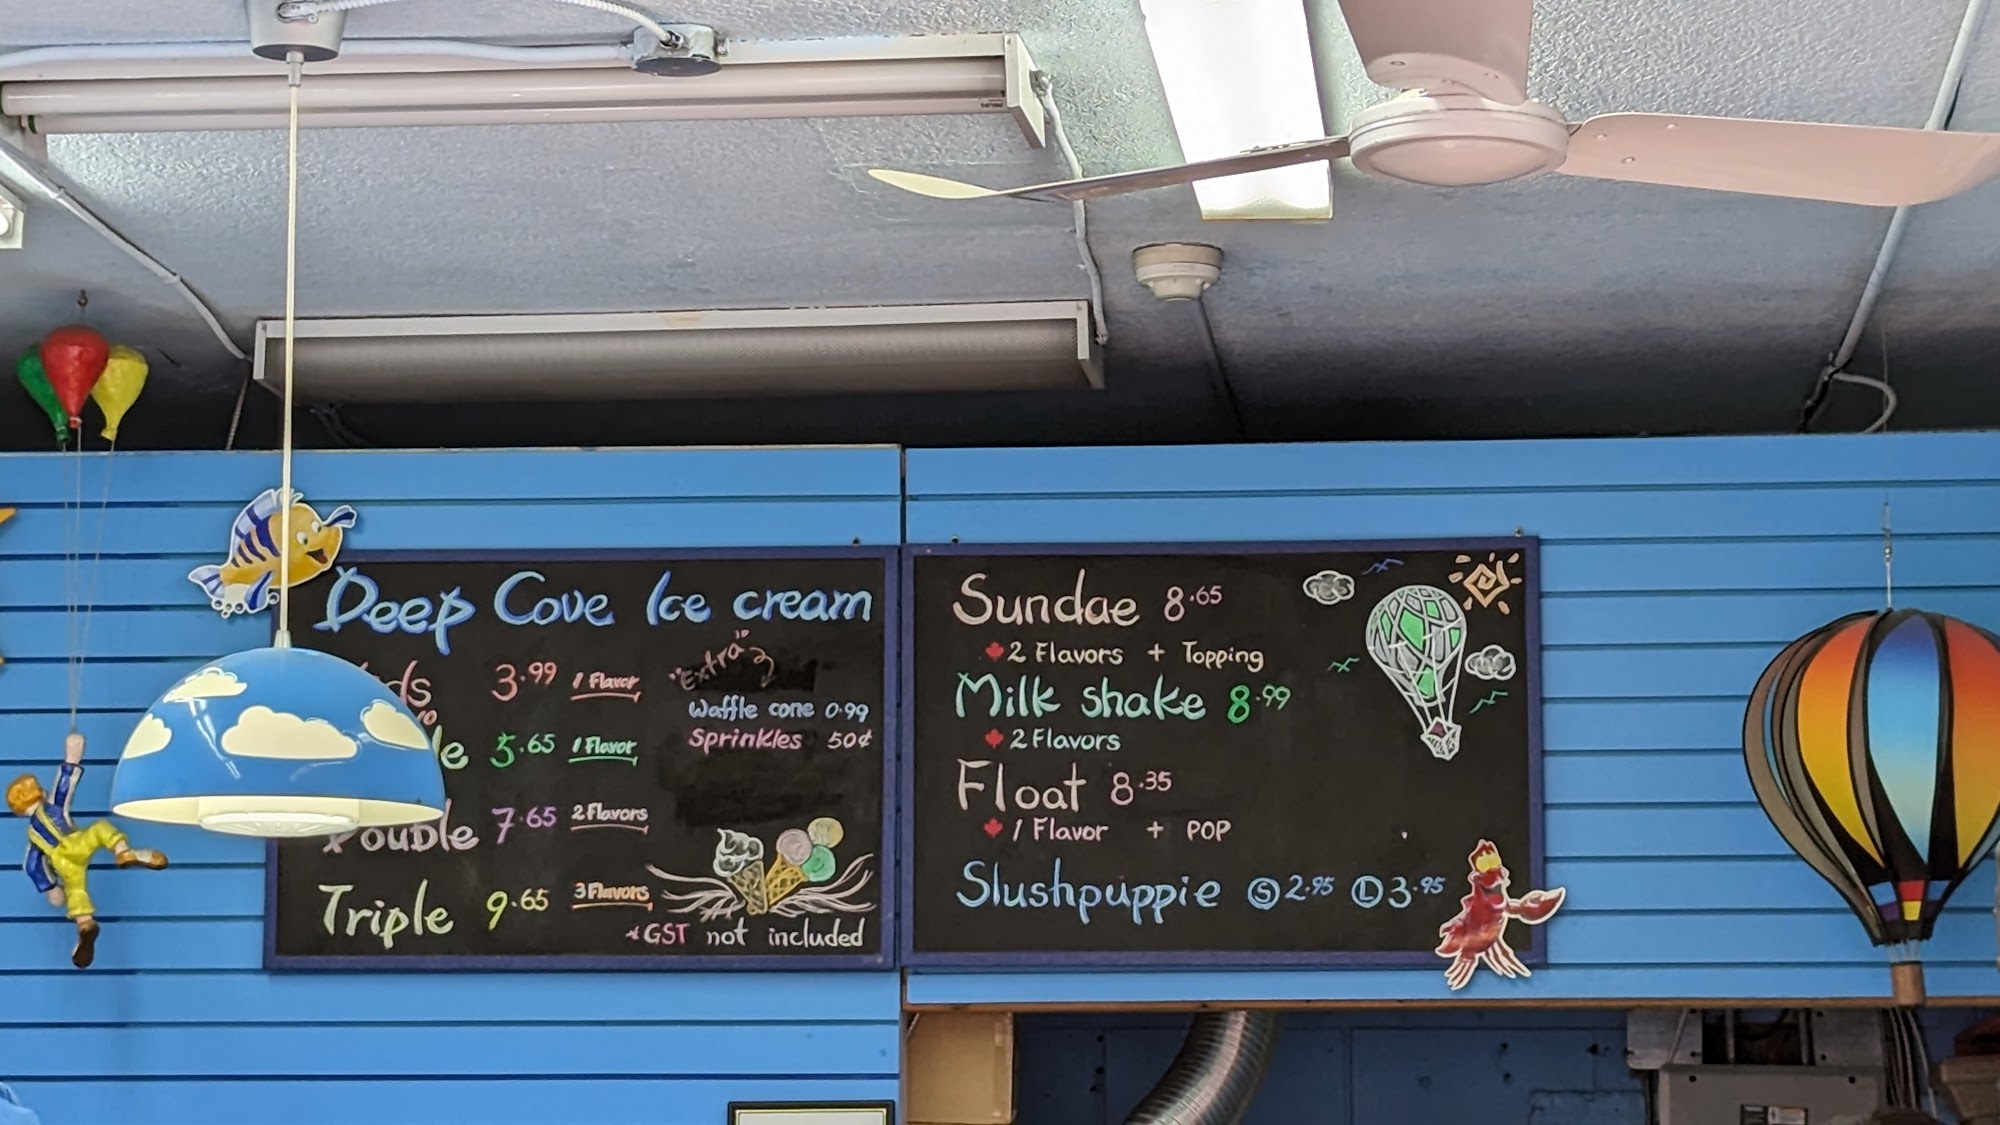 Deep Cove Ice cream
3.99 1 Flavor
5.65 1 Flavor
Double 7.65 2 Flavors
Triple 9.65 3 Flavors
"Extra"
Waffle cone 0.99
Sprinkles 50¢
*GST not included
Sundae 8.65
2 Flavors + Topping
Milk shake 8.99
2 Flavors
Float 8.35
1 Flavor + POP
Slushpuppie S 2.95 L 3.95